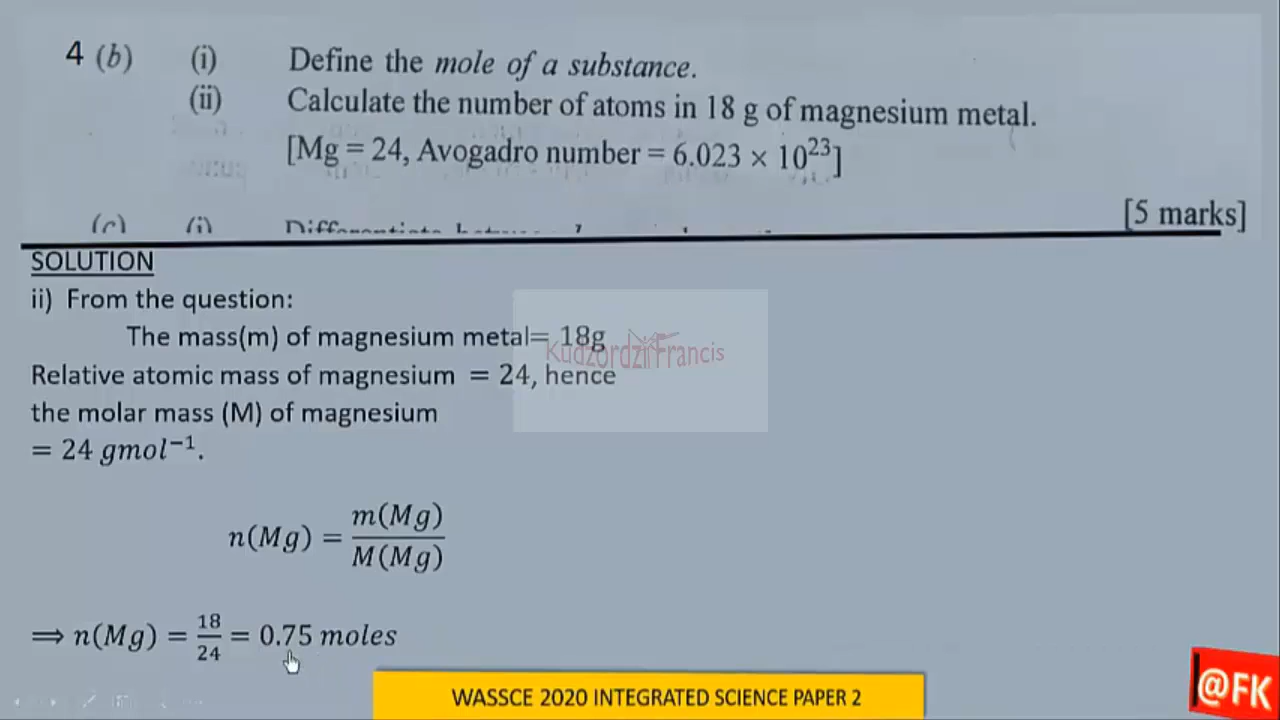 4 (b) (i) Define the mole of a substance.
(ii) Calculate the number of atoms in 18 g of magnesium metal.
[Mg = 24, Avogadro number = 6.023 × 10²³]
[5 marks]
(c) (i)
SOLUTION
ii) From the question:
The mass(m) of magnesium metal= 18g
Kudzordzi Francis
Relative atomic mass of magnesium = 24, hence
the molar mass (M) of magnesium
= 24 gmol⁻¹.
n(Mg) = m(Mg)/M(Mg)
⟹ n(Mg) = 18/24 = 0.75 moles
WASSCE 2020 INTEGRATED SCIENCE PAPER 2
@FK